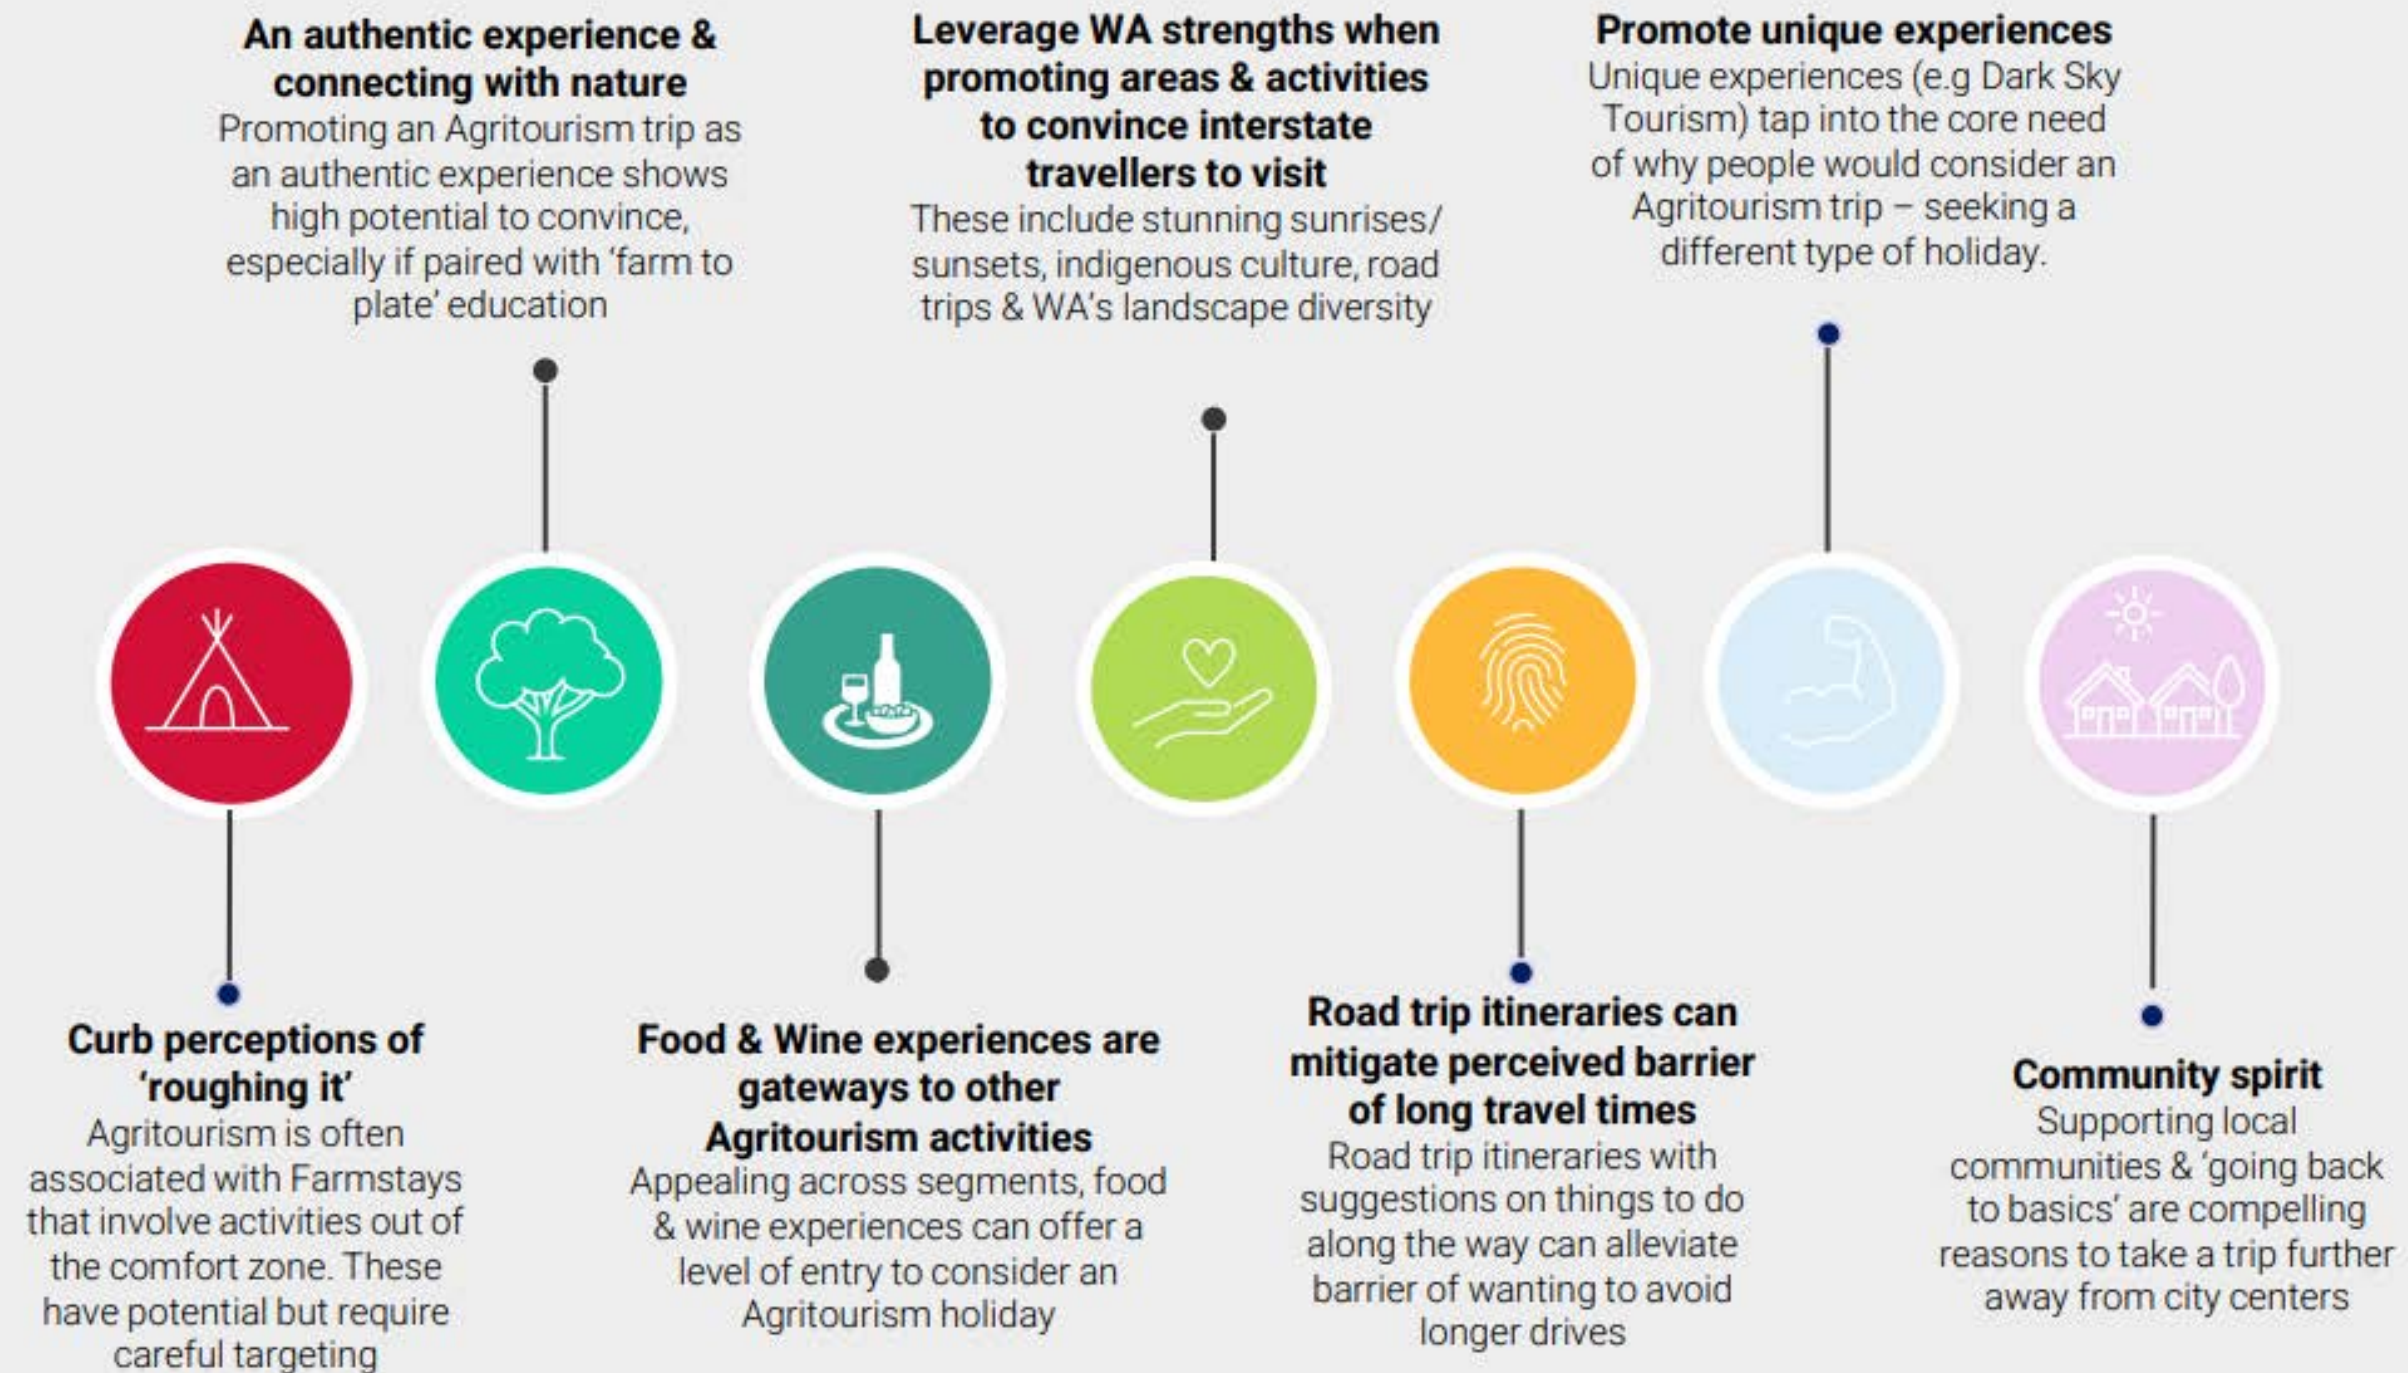 An authentic experience &
connecting with nature
Promoting an Agritourism trip as
an authentic experience shows
high potential to convince,
especially if paired with ‘farm to
plate’ education
Leverage WA strengths when
promoting areas & activities
to convince interstate
travellers to visit
These include stunning sunrises/
sunsets, indigenous culture, road
trips & WA’s landscape diversity
Promote unique experiences
Unique experiences (e.g Dark Sky
Tourism) tap into the core need
of why people would consider an
Agritourism trip – seeking a
different type of holiday.
Curb perceptions of
‘roughing it’
Agritourism is often
associated with Farmstays
that involve activities out of
the comfort zone. These
have potential but require
careful targeting
Food & Wine experiences are
gateways to other
Agritourism activities
Appealing across segments, food
& wine experiences can offer a
level of entry to consider an
Agritourism holiday
Road trip itineraries can
mitigate perceived barrier
of long travel times
Road trip itineraries with
suggestions on things to do
along the way can alleviate
barrier of wanting to avoid
longer drives
Community spirit
Supporting local
communities & ‘going back
to basics’ are compelling
reasons to take a trip further
away from city centers